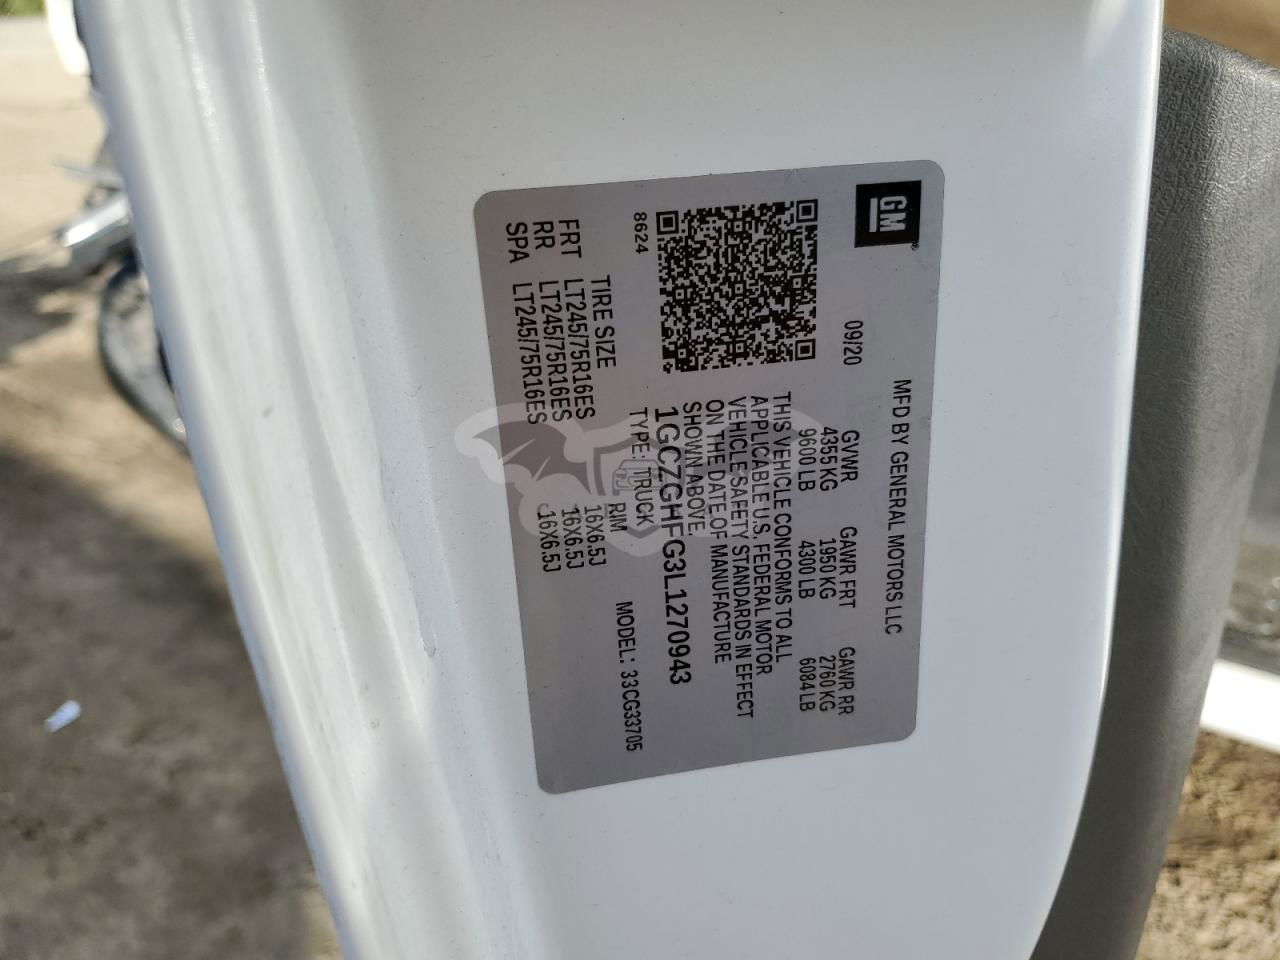 GM
MFD BY GENERAL MOTORS LLC
09/20 GVWR GAWR FRT GAWR RR
4355 KG 1950 KG 2760 KG
9600 LB 4300 LB 6084 LB
THIS VEHICLE CONFORMS TO ALL
APPLICABLE U.S. FEDERAL MOTOR
VEHICLE SAFETY STANDARDS IN EFFECT
ON THE DATE OF MANUFACTURE
SHOWN ABOVE.
1GCZGHFG3L1270943
8624 TYPE: TRUCK MODEL: 33CG33705
TIRE SIZE RIM
FRT LT245/75R16ES 16X6.5J
RR LT245/75R16ES 16X6.5J
SPA LT245/75R16ES 16X6.5J